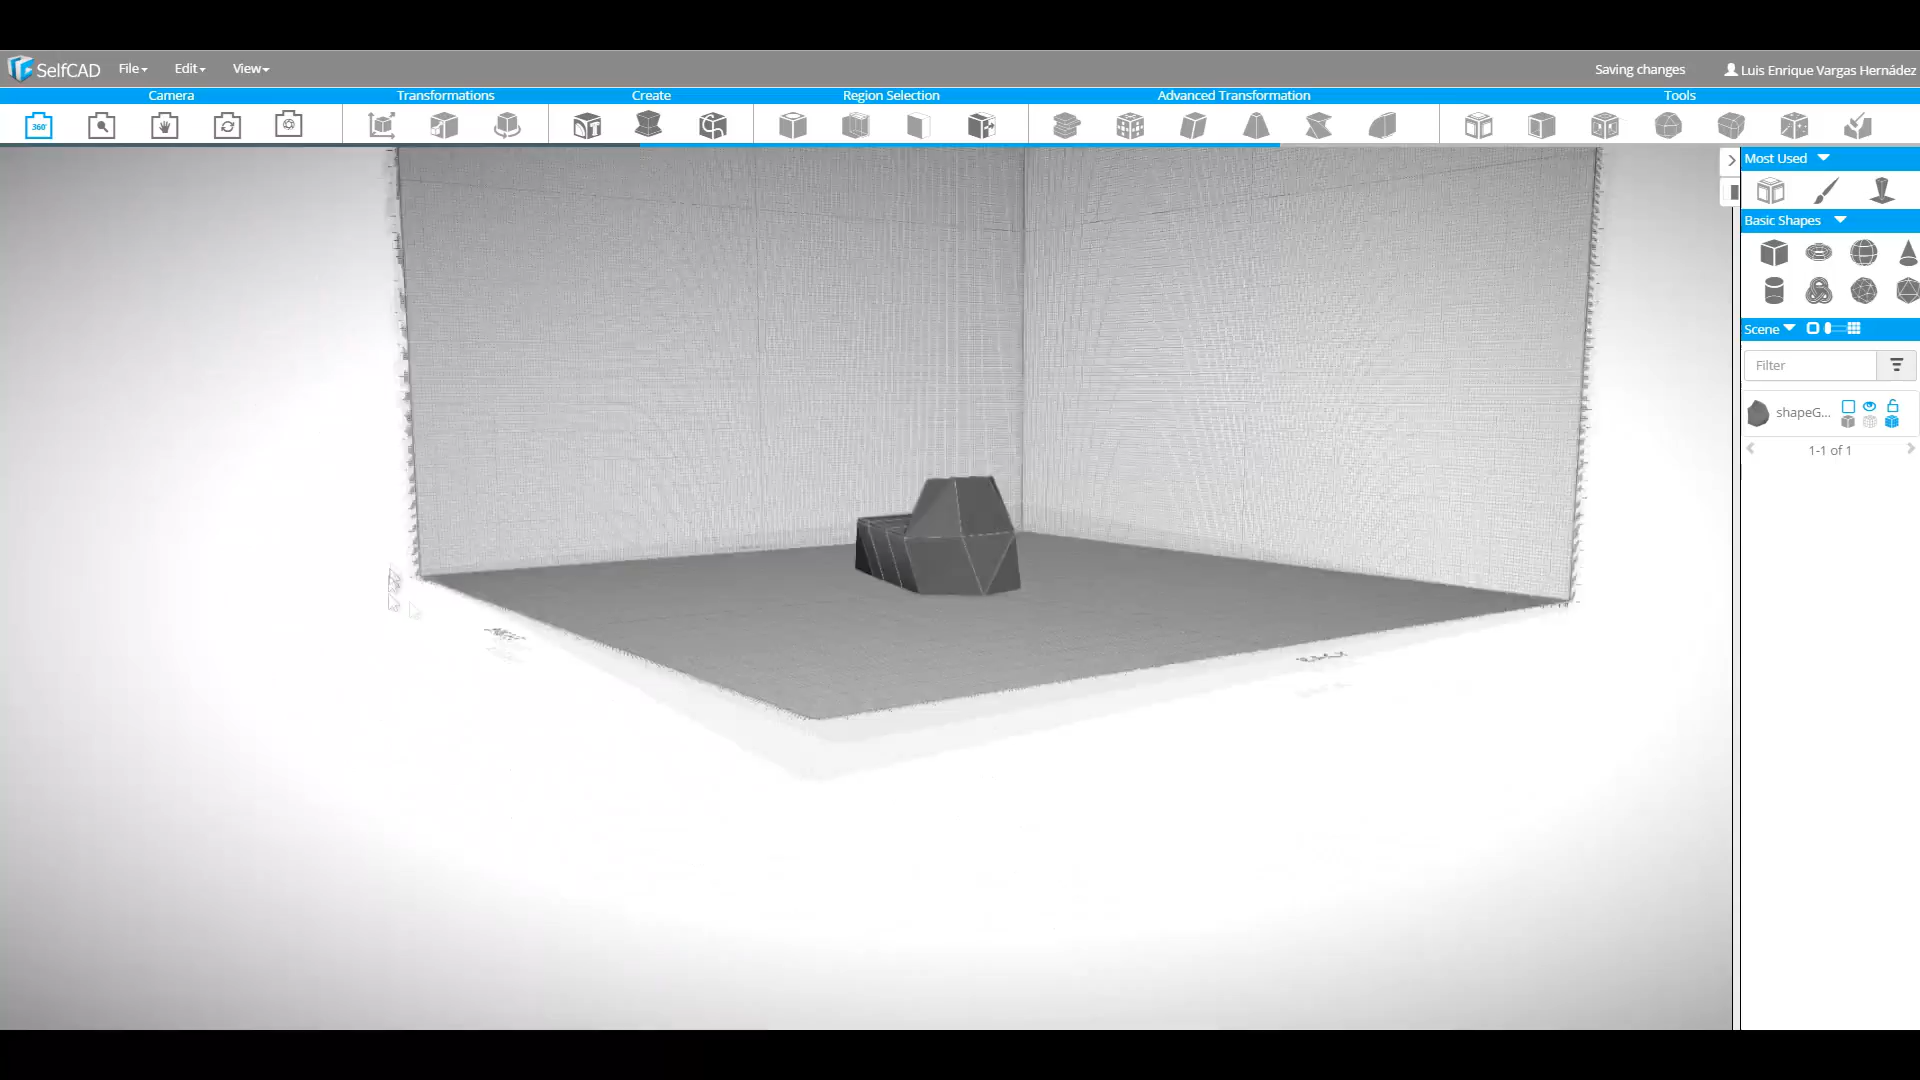 SelfCAD File Edit View Saving changes Luis Enrique Vargas Hernádez
Camera Transformations Create Region Selection Advanced Transformation Tools
360°
Most Used
Basic Shapes
Scene
Filter
shapeG...
1-1 of 1